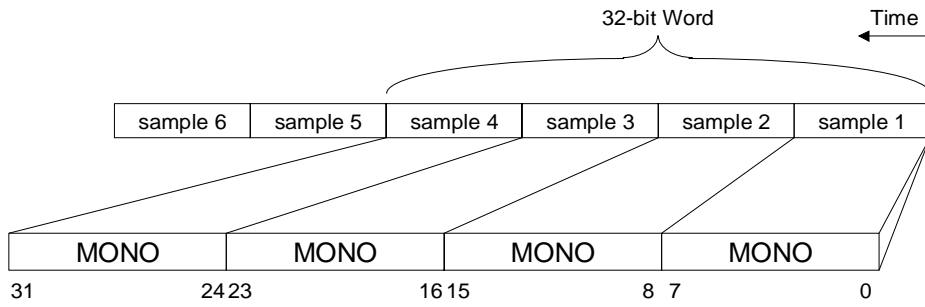 32-bit Word Time
sample 6 sample 5 sample 4 sample 3 sample 2 sample 1
MONO MONO MONO MONO
31 24 23 16 15 8 7 0